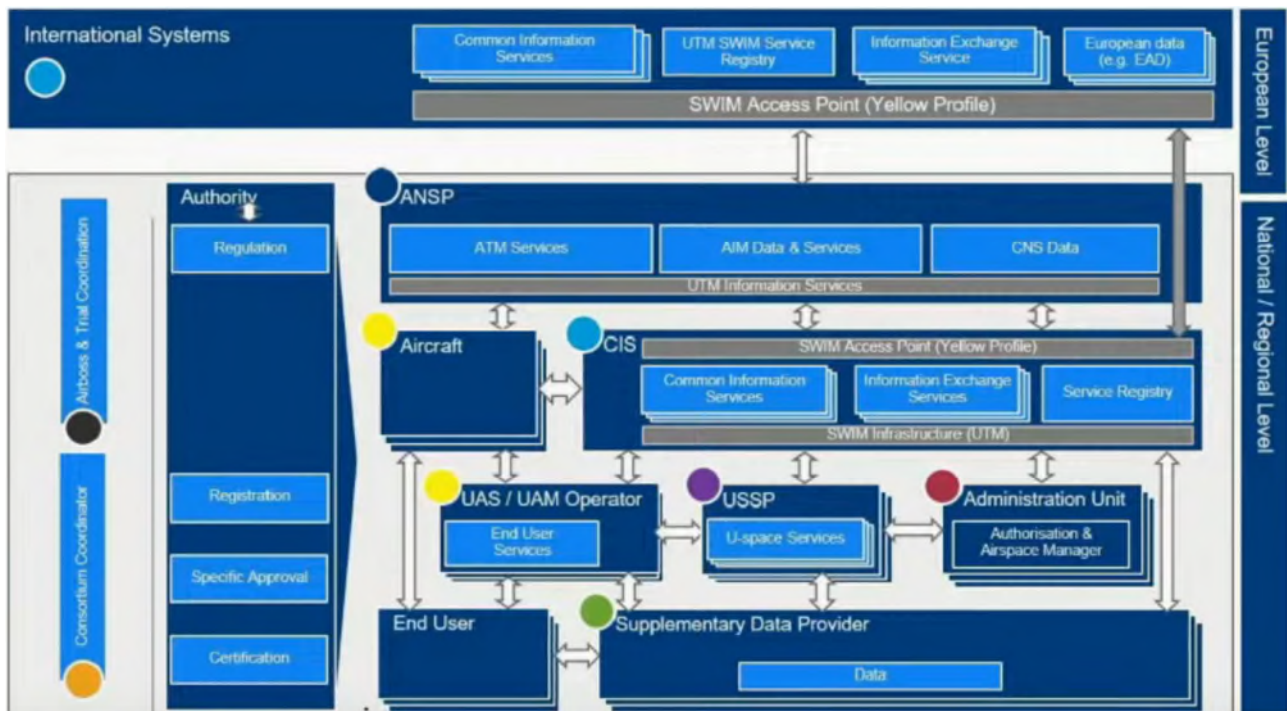 International Systems
Common Information
Services
UTM SWIM Service
Registry
Information Exchange
Service
European data
(e.g. EAD)
SWIM Access Point (Yellow Profile)
European Level
Authority
Regulation
Registration
Specific Approval
Certification
Airboss & Trial Coordination
Consortium Coordinator
ANSP
ATM Services
AIM Data & Services
CNS Data
UTM Information Services
National / Regional Level
Aircraft
CIS
SWIM Access Point (Yellow Profile)
Common Information
Services
Information Exchange
Services
Service Registry
SWIM Infrastructure (UTM)
UAS / UAM Operator
End User
Services
USSP
U-space Services
Administration Unit
Authorisation &
Airspace Manager
End User
Supplementary Data Provider
Data